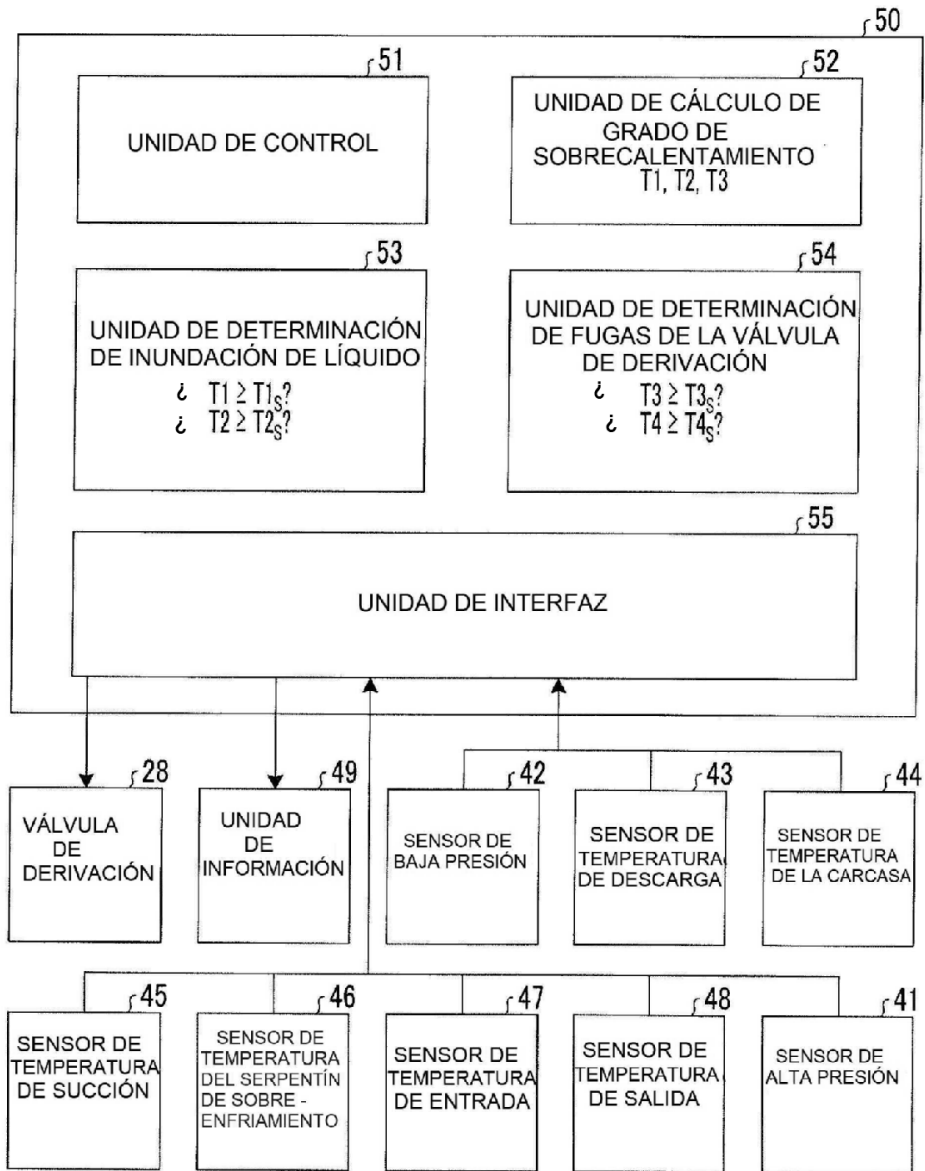 50
51
UNIDAD DE CONTROL
52
UNIDAD DE CÁLCULO DE
GRADO DE
SOBRECALENTAMIENTO
T1, T2, T3
53
UNIDAD DE DETERMINACIÓN
DE INUNDACIÓN DE LÍQUIDO
¿ T1 ≥ T1S?
¿ T2 ≥ T2S?
54
UNIDAD DE DETERMINACIÓN
DE FUGAS DE LA VÁLVULA
DE DERIVACIÓN
¿ T3 ≥ T3S?
¿ T4 ≥ T4S?
55
UNIDAD DE INTERFAZ
28
VÁLVULA
DE
DERIVACIÓN
49
UNIDAD
DE
INFORMACIÓN
42
SENSOR DE
BAJA PRESIÓN
43
SENSOR DE
TEMPERATURA
DE DESCARGA
44
SENSOR DE
TEMPERATURA
DE LA CARCASA
45
SENSOR DE
TEMPERATURA
DE SUCCIÓN
46
SENSOR DE
TEMPERATURA
DEL SERPENTÍN
DE SOBRE -
ENFRIAMIENTO
47
SENSOR DE
TEMPERATURA
DE ENTRADA
48
SENSOR DE
TEMPERATURA
DE SALIDA
41
SENSOR DE
ALTA PRESIÓN